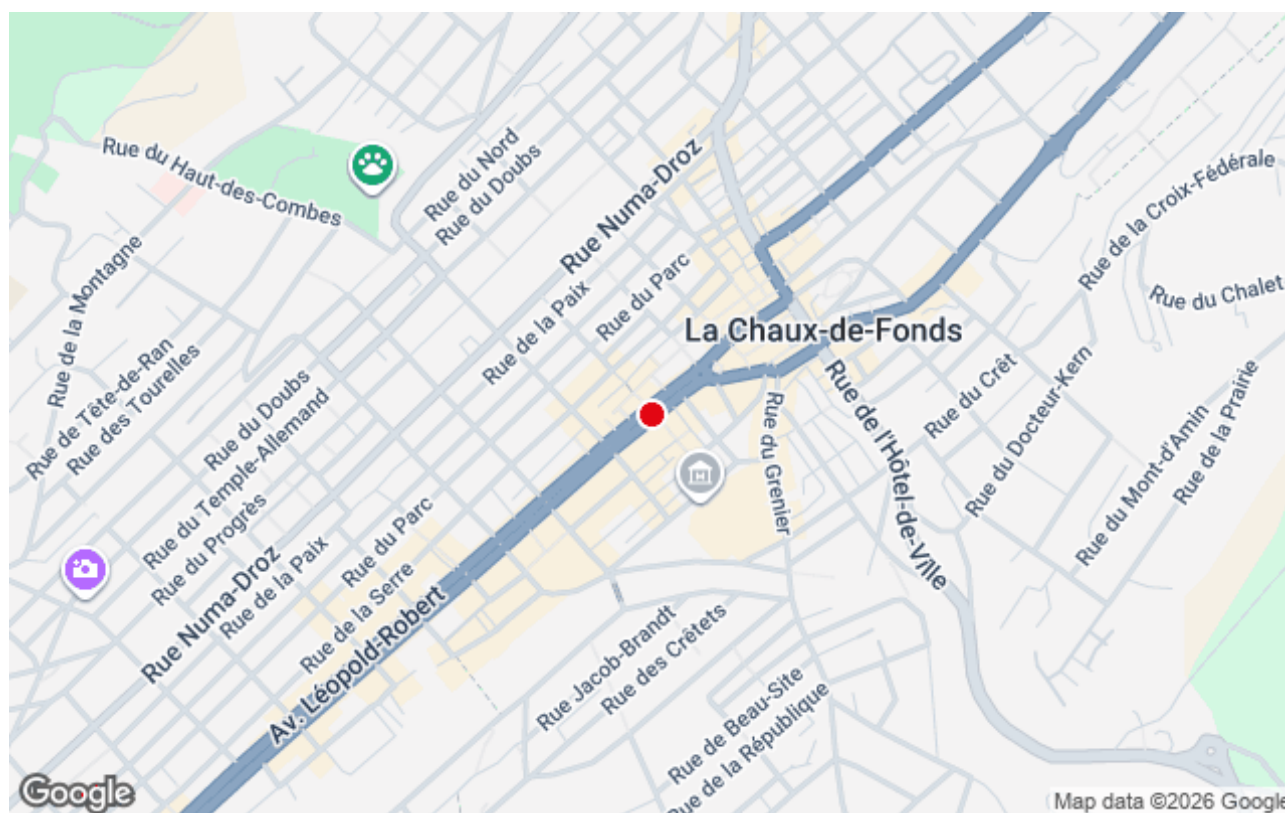 Rue du Haut-des-Combes
Rue du Nord
Rue du Doubs
Rue Numa-Droz
Rue de la Croix-Fédérale
Rue du Chalet
Rue de la Montagne
Rue du Parc
Rue de la Paix
La Chaux-de-Fonds
Rue de Tête-de-Ran
Rue des Tourelles
Rue du Doubs
Rue du Temple-Allemand
Rue du Progrès
Rue du Crêt
Rue du Docteur-Kern
Rue du Mont-d'Amin
Rue de la Prairie
Rue du Grenier
Rue de l'Hôtel-de-Ville
Rue Numa-Droz
Rue de la Paix
Rue du Parc
Rue de la Serre
Av. Léopold-Robert
Rue Jacob-Brandt
Rue des Crêtets
Rue de Beau-Site
Rue de la République
Google
Map data ©2026 Google